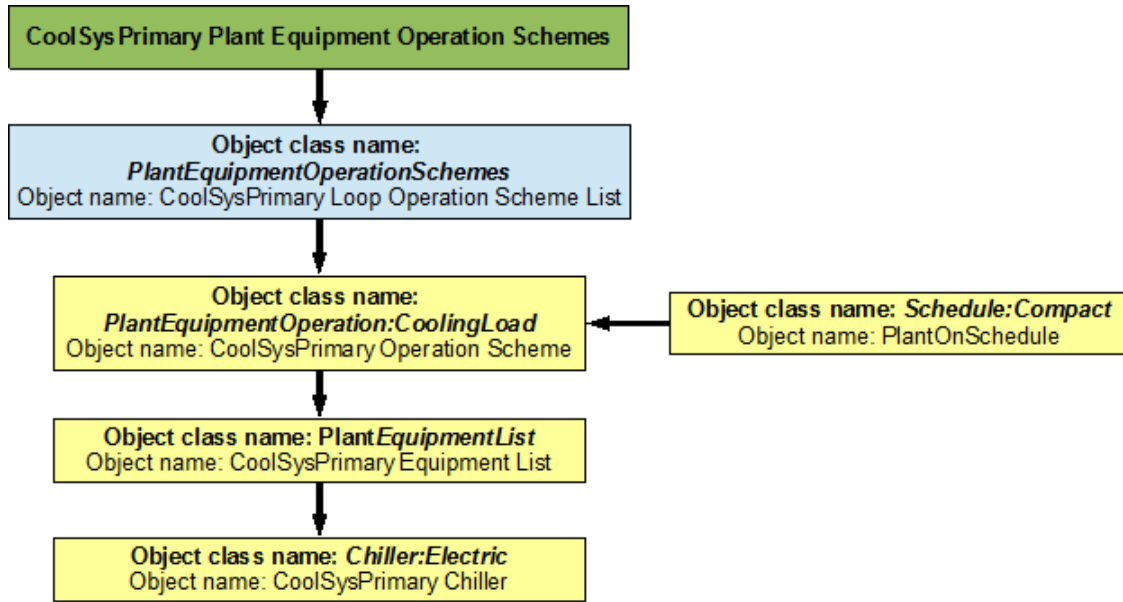 CoolSysPrimary Plant Equipment Operation Schemes
Object class name:
PlantEquipmentOperationSchemes
Object name: CoolSysPrimary Loop Operation Scheme List
Object class name:
PlantEquipmentOperation:CoolingLoad
Object name: CoolSysPrimary Operation Scheme
Object class name: Schedule:Compact
Object name: PlantOnSchedule
Object class name: PlantEquipmentList
Object name: CoolSysPrimary Equipment List
Object class name: Chiller:Electric
Object name: CoolSysPrimary Chiller